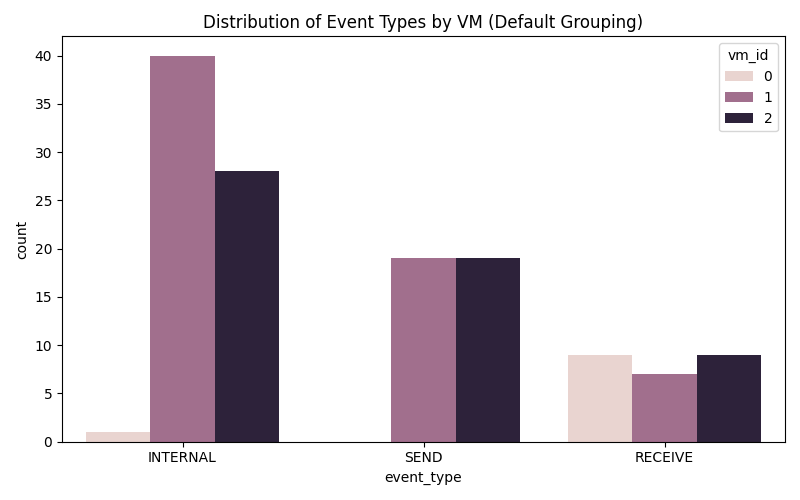 Distribution of Event Types by VM (Default Grouping)
vm_id
0
1
2
40
35
30
25
20
15
10
5
0
count
INTERNAL SEND RECEIVE
event_type